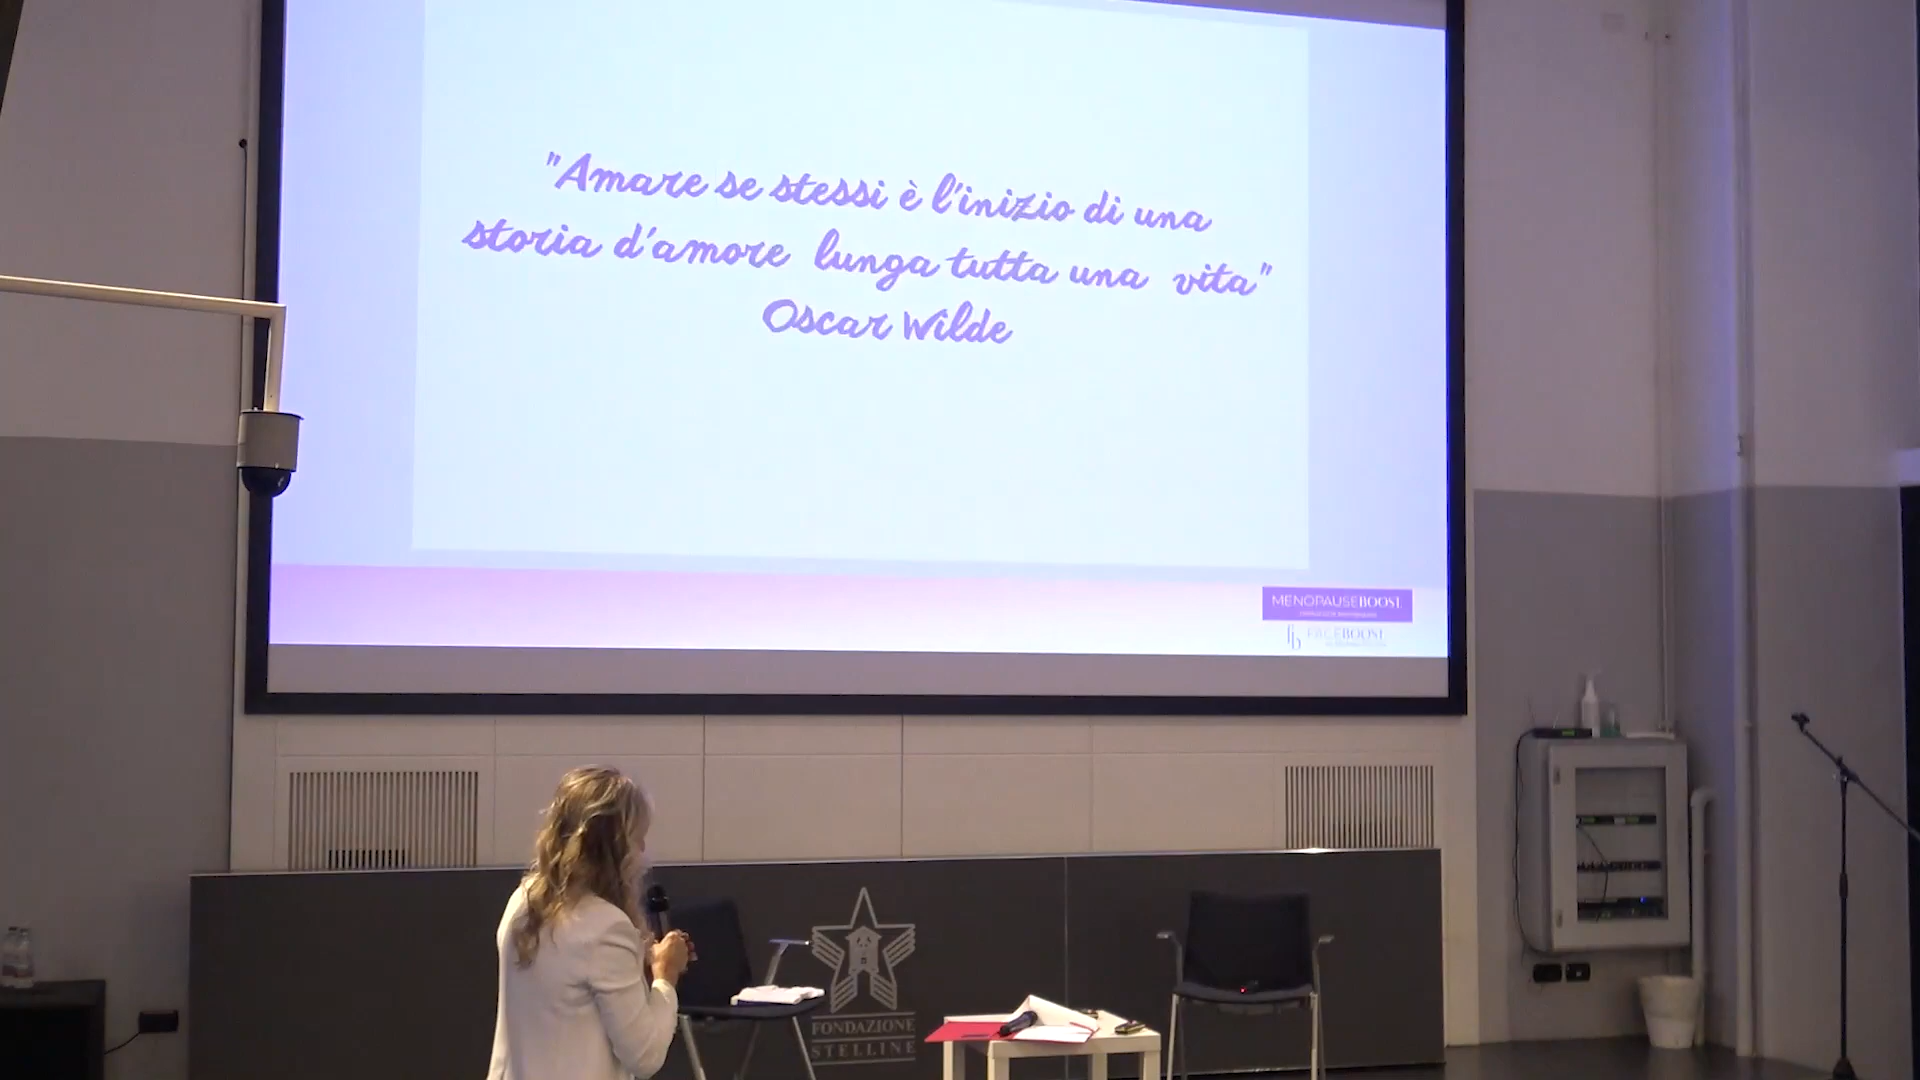 "Amare se stessi è l'inizio di una
storia d'amore lunga tutta una vita"
Oscar Wilde
MENOPAUSEBOOST
FACEBOOST
FONDAZIONE
STELLINE